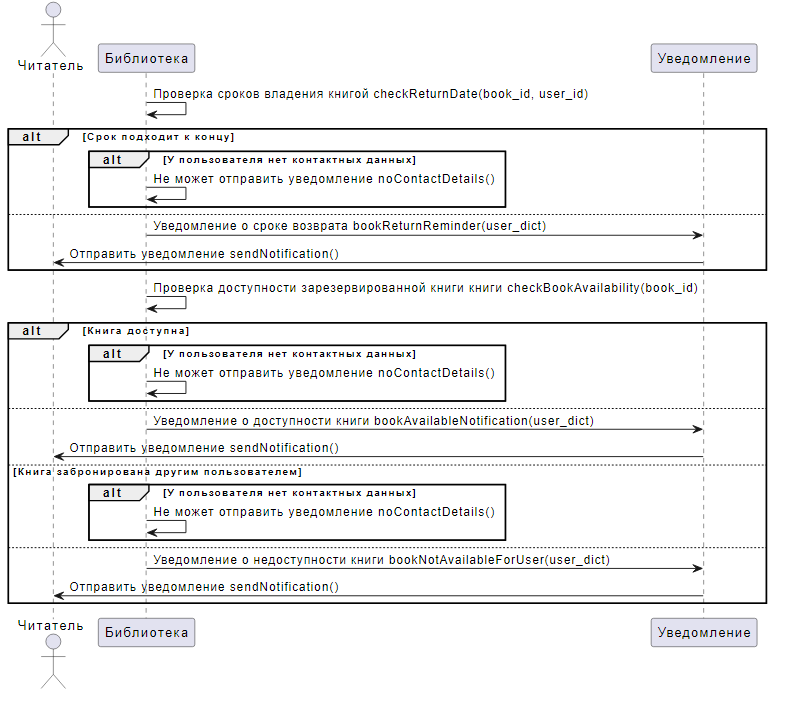 Читатель
Библиотека
Уведомление
Проверка сроков владения книгой checkReturnDate(book_id, user_id)
alt [Срок подходит к концу]
alt [У пользователя нет контактных данных]
Не может отправить уведомление noContactDetails()
Уведомление о сроке возврата bookReturnReminder(user_dict)
Отправить уведомление sendNotification()
Проверка доступности зарезервированной книги книги checkBookAvailability(book_id)
alt [Книга доступна]
alt [У пользователя нет контактных данных]
Не может отправить уведомление noContactDetails()
Уведомление о доступности книги bookAvailableNotification(user_dict)
Отправить уведомление sendNotification()
[Книга забронирована другим пользователем]
alt [У пользователя нет контактных данных]
Не может отправить уведомление noContactDetails()
Уведомление о недоступности книги bookNotAvailableForUser(user_dict)
Отправить уведомление sendNotification()
Читатель
Библиотека
Уведомление